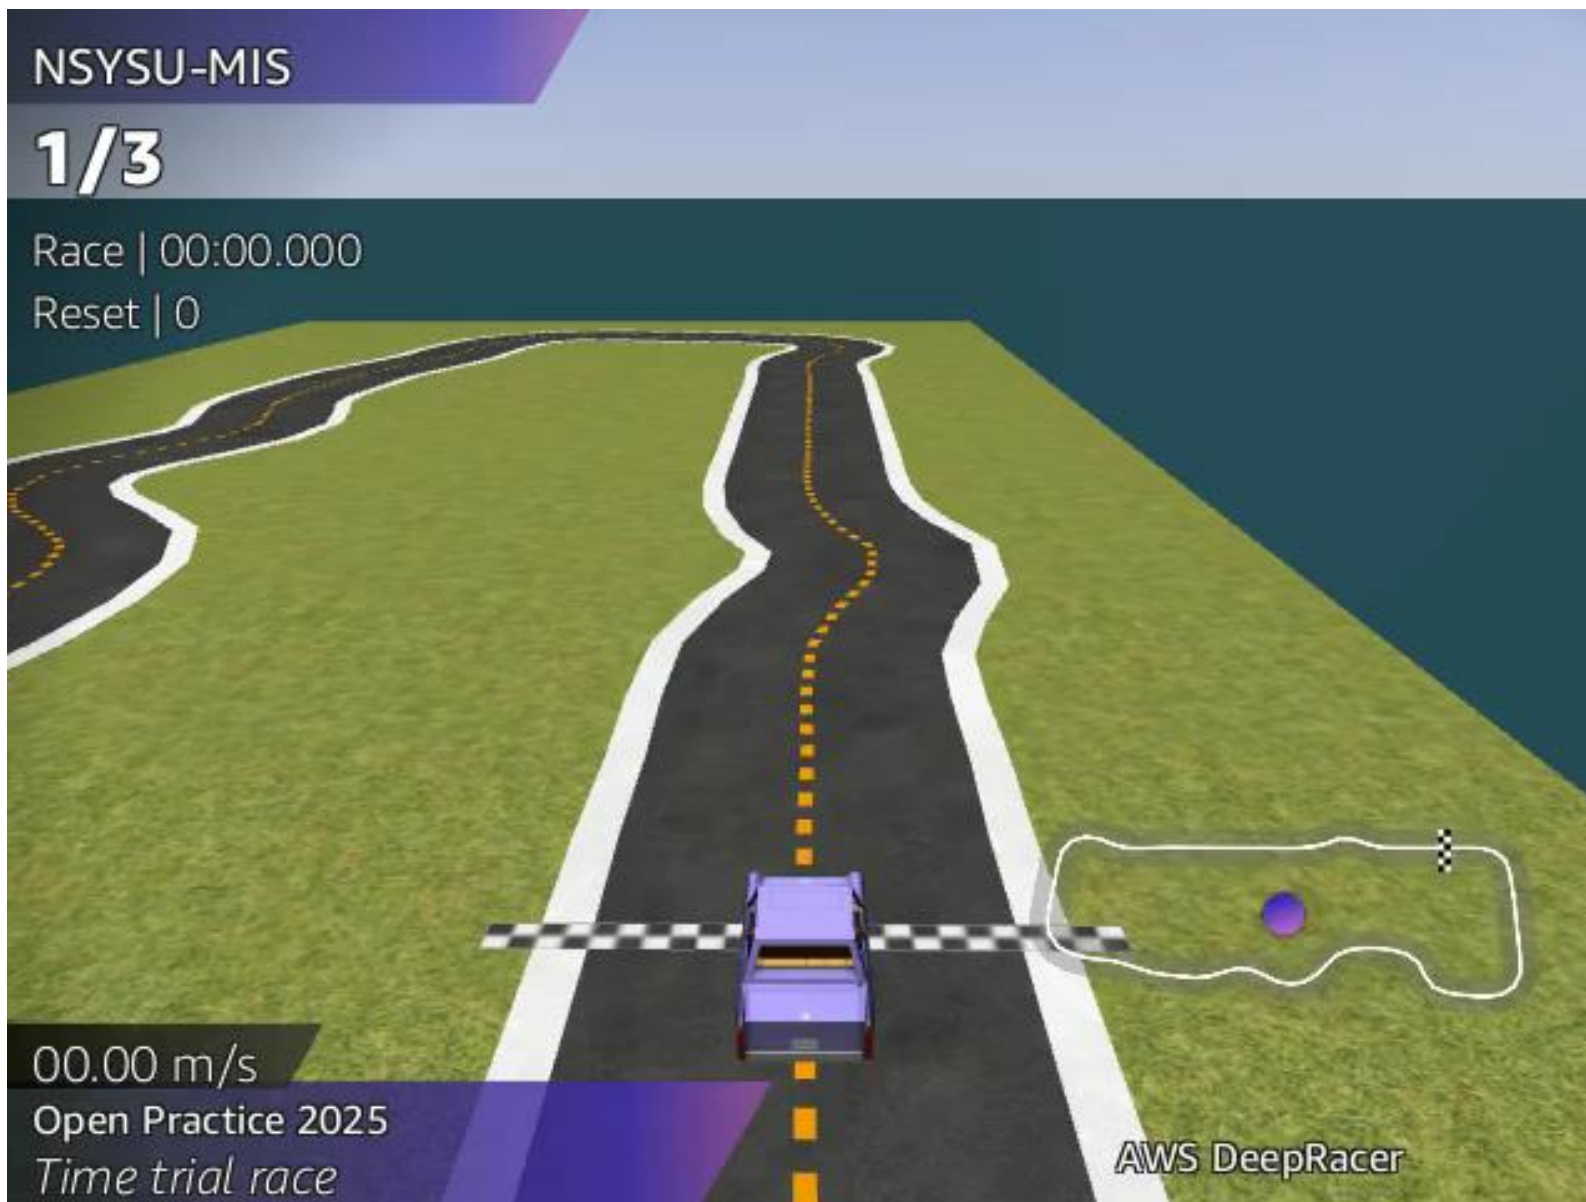 NSYSU-MIS
1/3
Race | 00:00.000
Reset | 0
00.00 m/s
Open Practice 2025
Time trial race
AWS DeepRacer